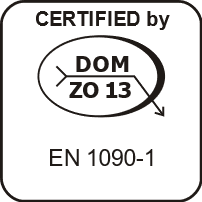 CERTIFIED by
DOM
ZO 13
EN 1090-1